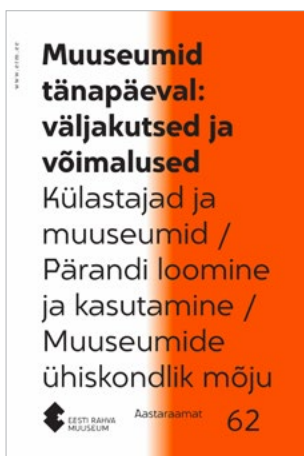 www.erm.ee
Muuseumid
tänapäeval:
väljakutsed ja
võimalused
Külastajad ja
muuseumid /
Pärandi loomine
ja kasutamine /
Muuseumide
ühiskondlik mõju
EESTI RAHVA
MUUSEUM
Aastaraamat
62